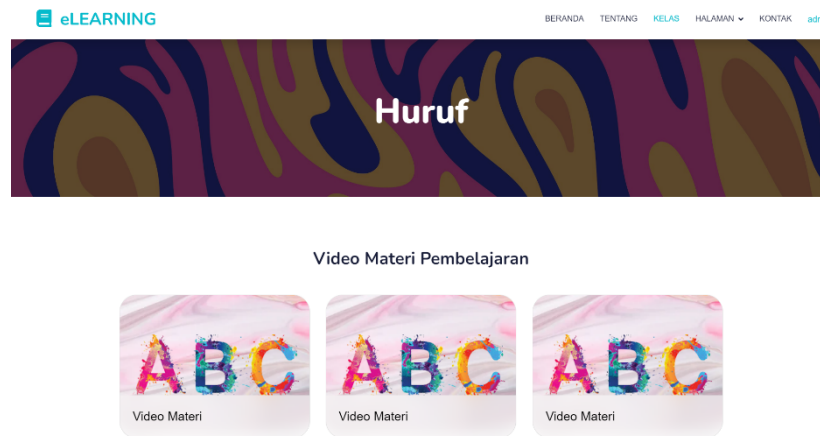 eLEARNING
BERANDA TENTANG KELAS HALAMAN KONTAK
Huruf
Video Materi Pembelajaran
ABC ABC ABC
Video Materi Video Materi Video Materi